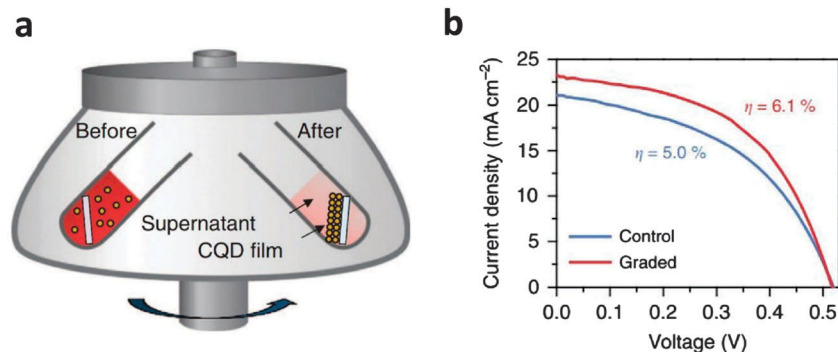 a
Before
After
Supernatant
CQD film
b
Current density (mA cm⁻²)
25
20
15
10
5
0
η = 6.1 %
η = 5.0 %
Control
Graded
0.0
0.1
0.2
0.3
0.4
0.5
Voltage (V)